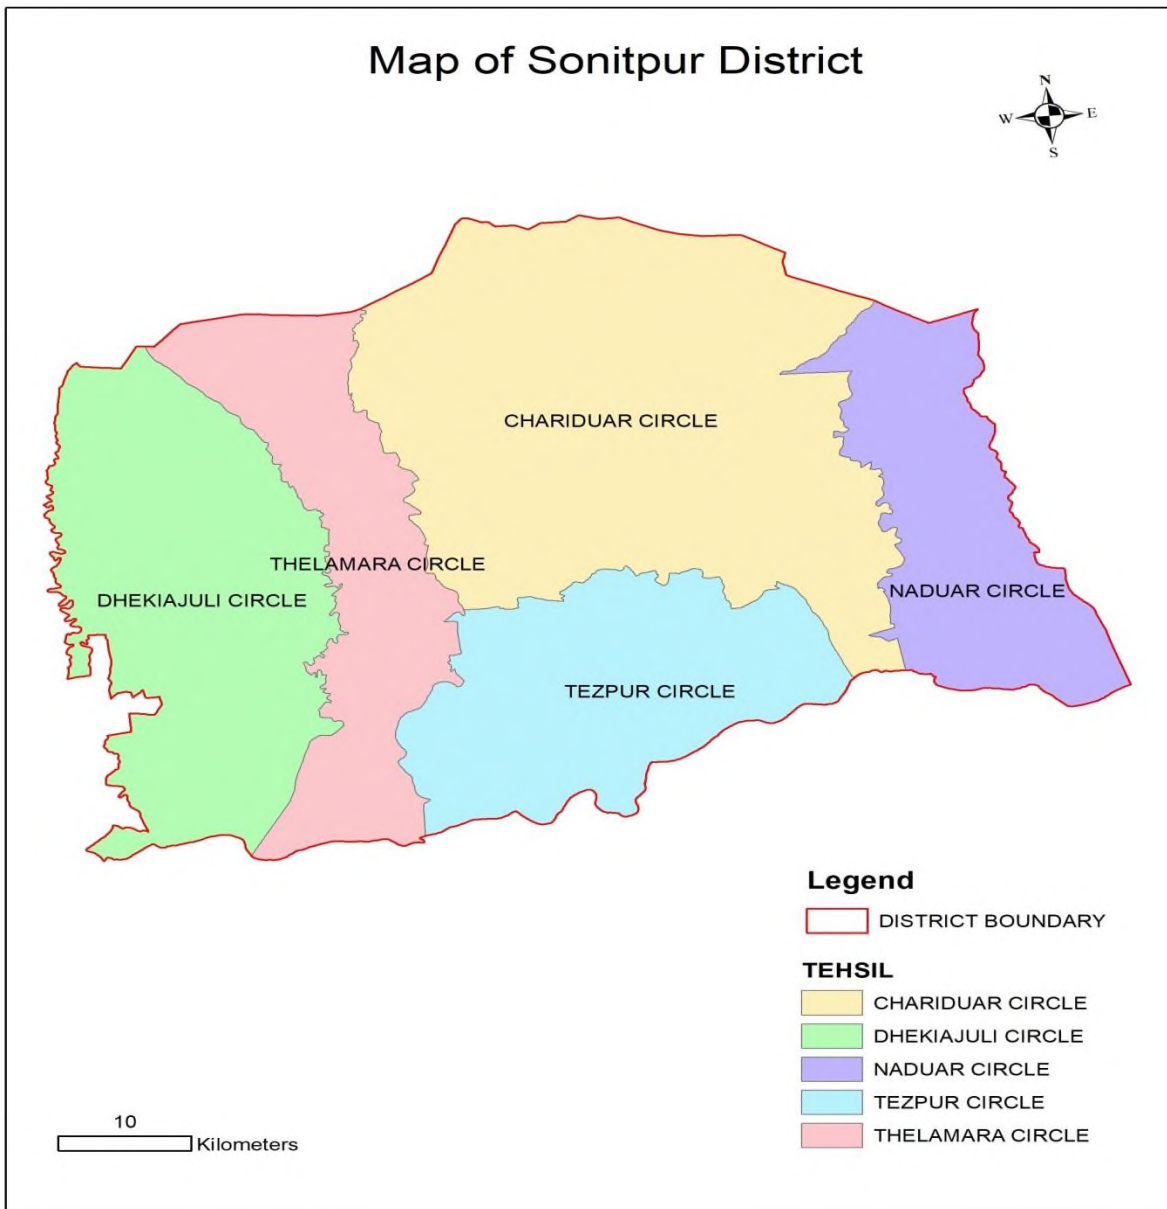 Map of Sonitpur District
N
W E
S
CHARIDUAR CIRCLE
THELAMARA CIRCLE
DHEKIAJULI CIRCLE
NADUAR CIRCLE
TEZPUR CIRCLE
Legend
DISTRICT BOUNDARY
TEHSIL
CHARIDUAR CIRCLE
DHEKIAJULI CIRCLE
NADUAR CIRCLE
TEZPUR CIRCLE
THELAMARA CIRCLE
10
Kilometers